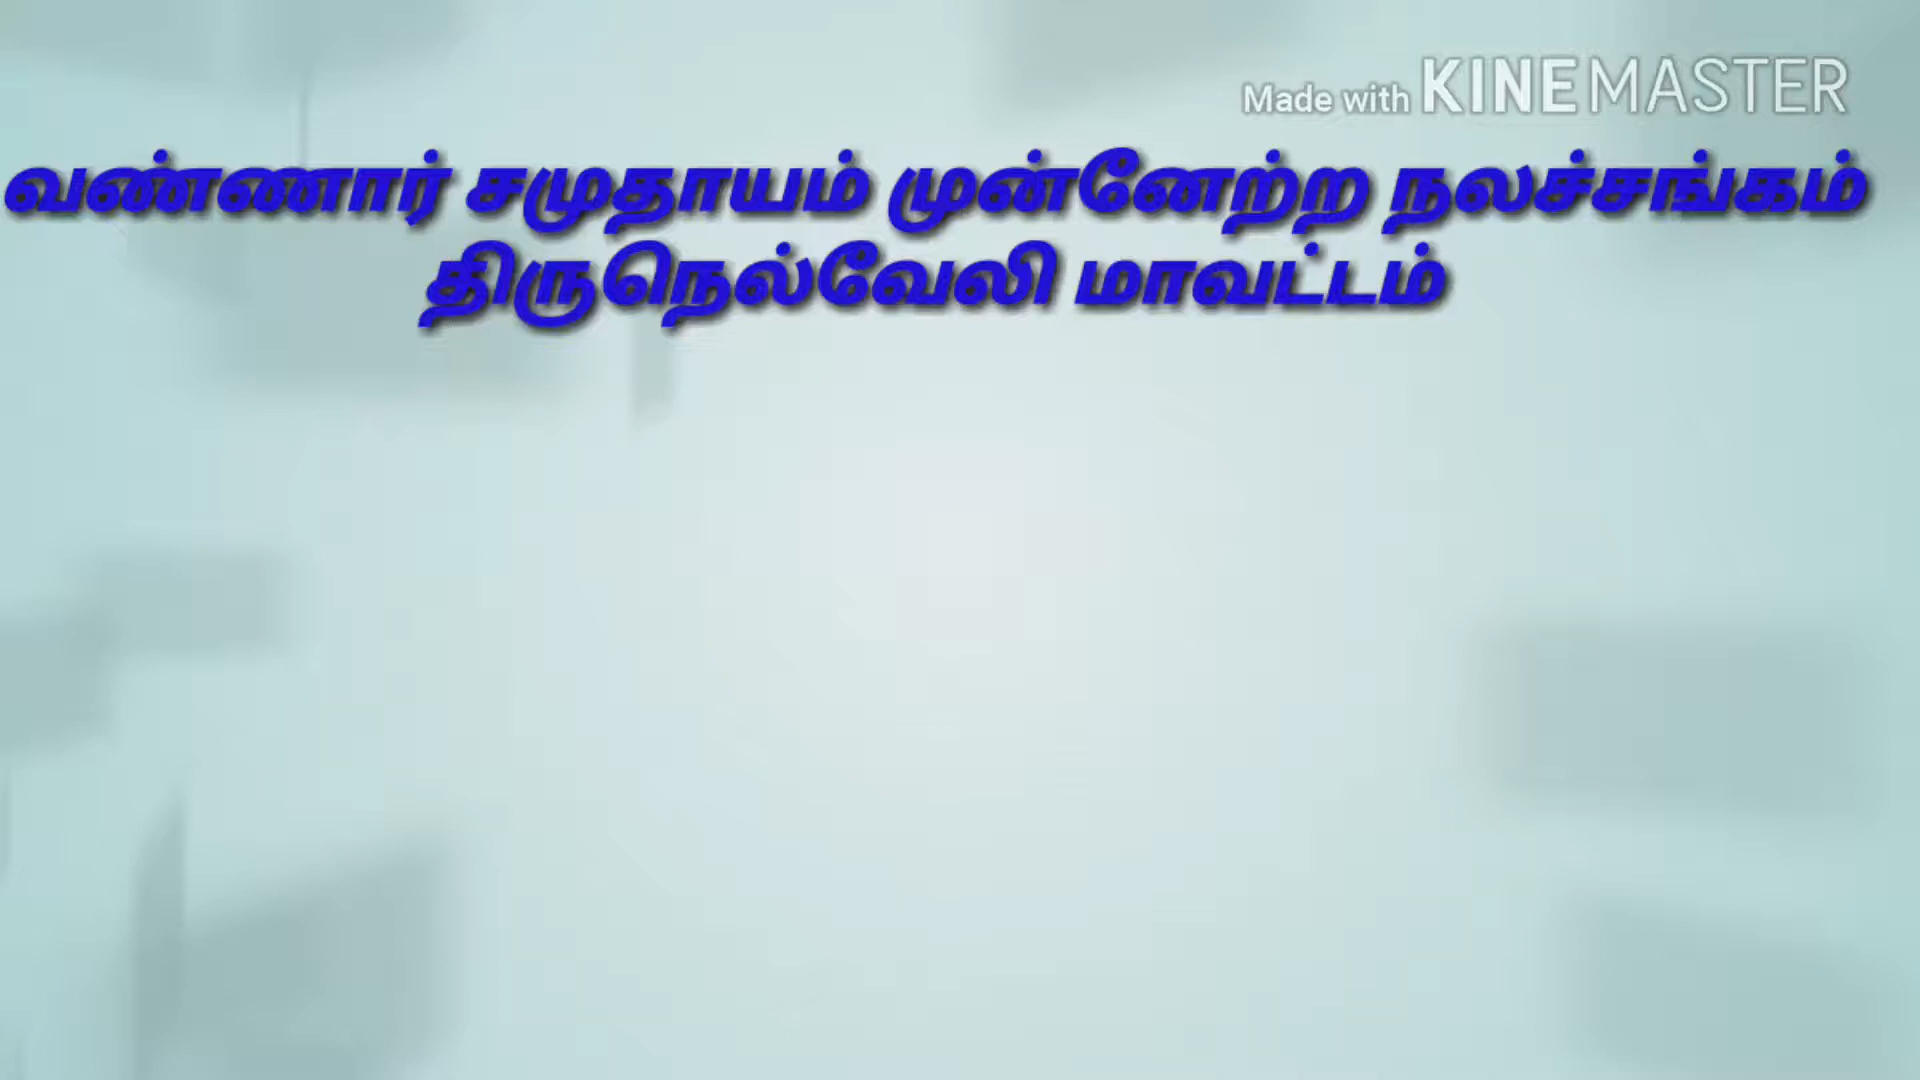 Made with KINEMASTER
வண்ணார் சமுதாயம் முன்னேற்ற நலச்சங்கம்
திருநெல்வேலி மாவட்டம்